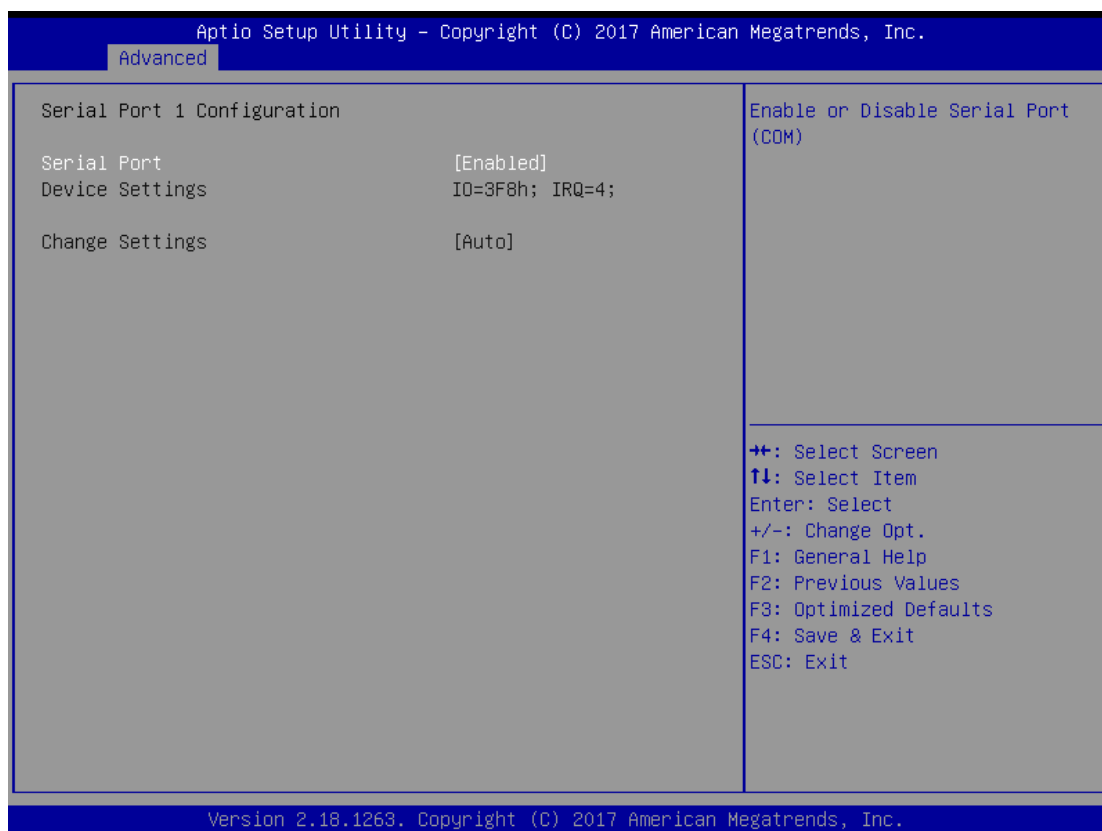 Aptio Setup Utility – Copyright (C) 2017 American Megatrends, Inc.
Advanced
Serial Port 1 Configuration
Serial Port [Enabled]
Device Settings IO=3F8h; IRQ=4;
Change Settings [Auto]
Enable or Disable Serial Port
(COM)
→←: Select Screen
↑↓: Select Item
Enter: Select
+/-: Change Opt.
F1: General Help
F2: Previous Values
F3: Optimized Defaults
F4: Save & Exit
ESC: Exit
Version 2.18.1263. Copyright (C) 2017 American Megatrends, Inc.